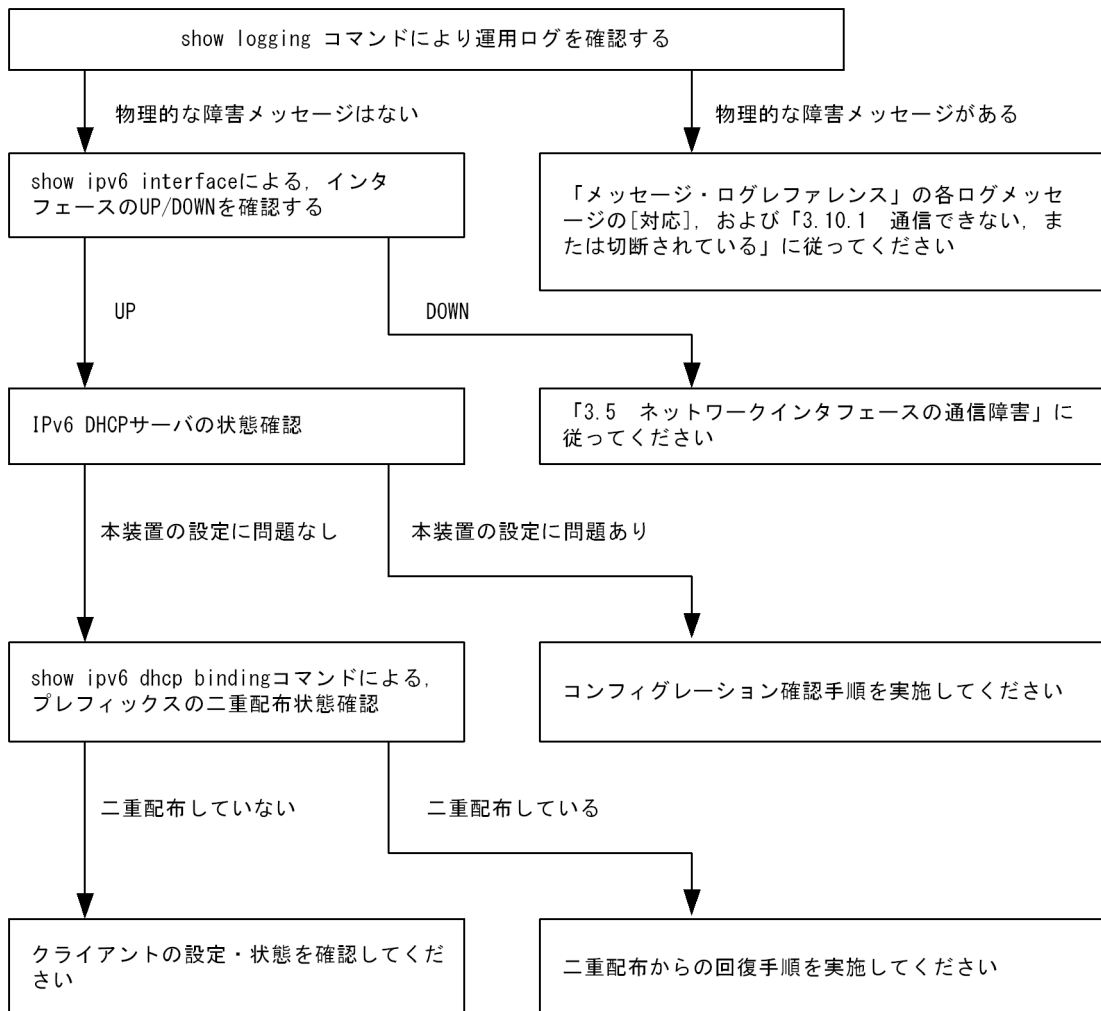 show logging コマンドにより運用ログを確認する
物理的な障害メッセージはない
物理的な障害メッセージがある
show ipv6 interfaceによる，インタ
フェースのUP/DOWNを確認する
「メッセージ・ログレファレンス」の各ログメッセ
ージの[対応]，および「3.10.1　通信できない，ま
たは切断されている」に従ってください
UP
DOWN
IPv6 DHCPサーバの状態確認
「3.5　ネットワークインタフェースの通信障害」に
従ってください
本装置の設定に問題なし
本装置の設定に問題あり
show ipv6 dhcp bindingコマンドによる，
プレフィックスの二重配布状態確認
コンフィグレーション確認手順を実施してください
二重配布していない
二重配布している
クライアントの設定・状態を確認してくだ
さい
二重配布からの回復手順を実施してください